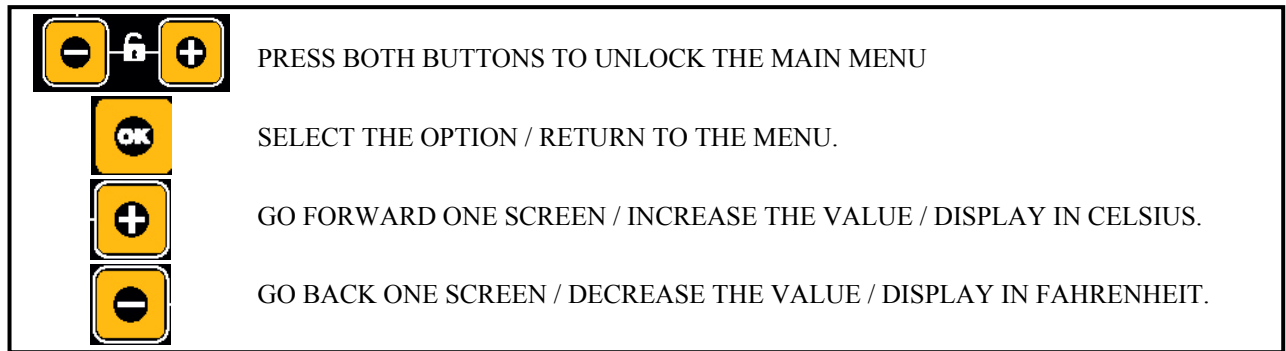 PRESS BOTH BUTTONS TO UNLOCK THE MAIN MENU
OK SELECT THE OPTION / RETURN TO THE MENU.
GO FORWARD ONE SCREEN / INCREASE THE VALUE / DISPLAY IN CELSIUS.
GO BACK ONE SCREEN / DECREASE THE VALUE / DISPLAY IN FAHRENHEIT.